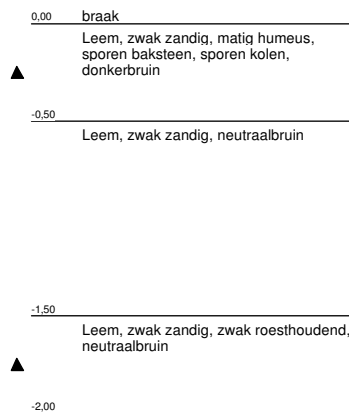 0,00 braak
Leem, zwak zandig, matig humeus,
sporen baksteen, sporen kolen,
donkerbruin
-0,50
Leem, zwak zandig, neutraalbruin
-1,50
Leem, zwak zandig, zwak roesthoudend,
neutraalbruin
-2,00